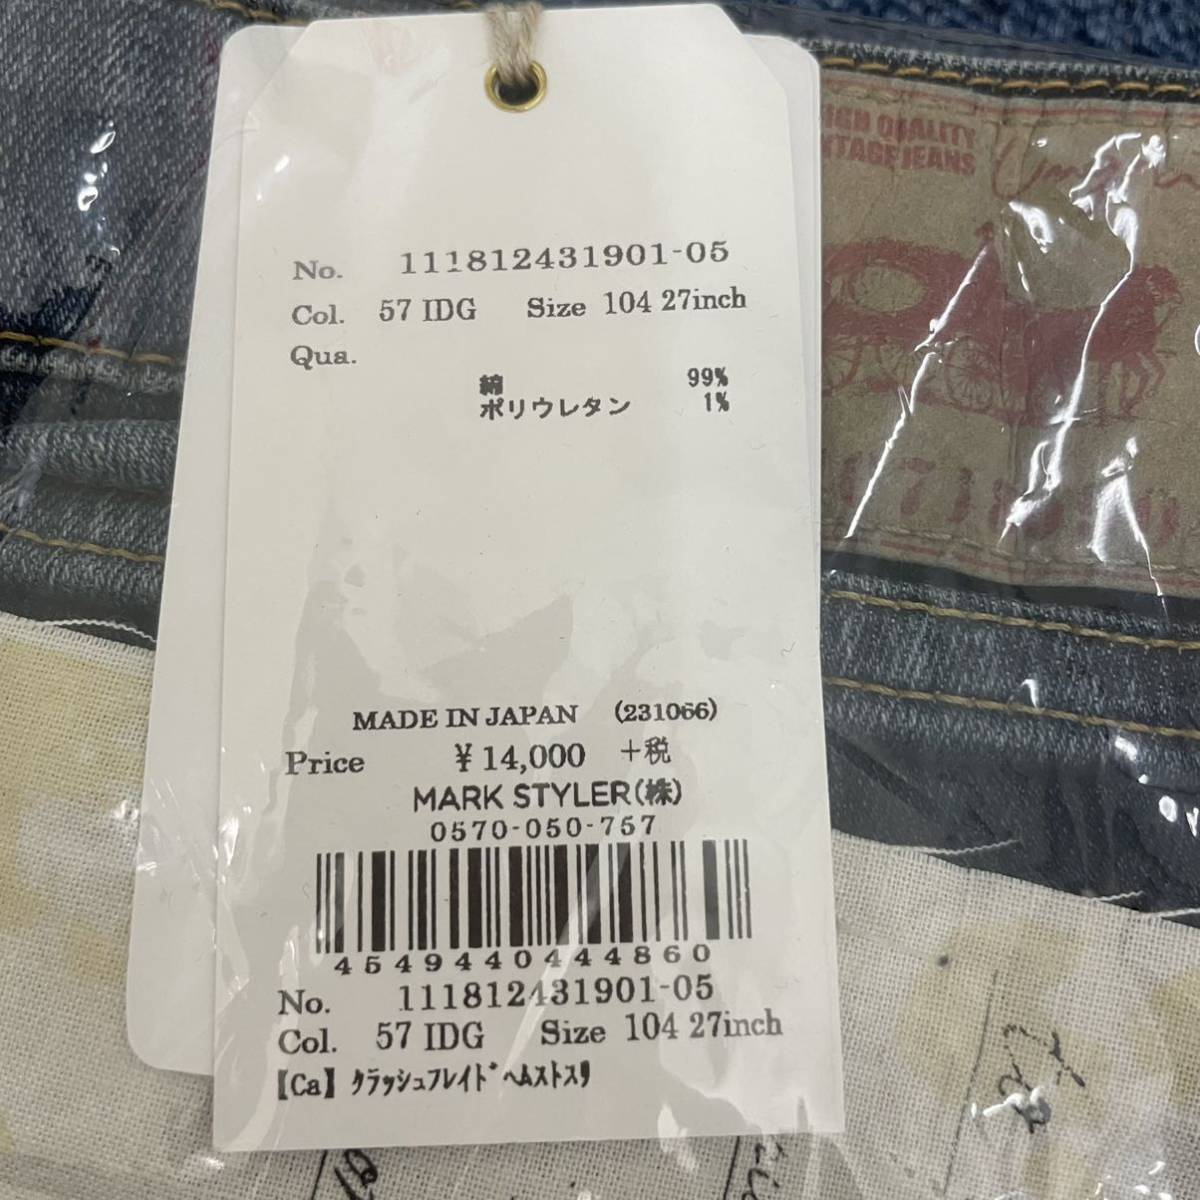 No. 111812431901-05
Col. 57 IDG Size 104 27inch
Qua.
綿 99%
ポリウレタン 1%
MADE IN JAPAN (231066)
Price ¥14,000 +税
MARK STYLER(株)
0570-050-757
4549440444860
No. 111812431901-05
Col. 57 IDG Size 104 27inch
【Ca】クラッシュフレイドヘムストスリ
QUALITY
JEANS